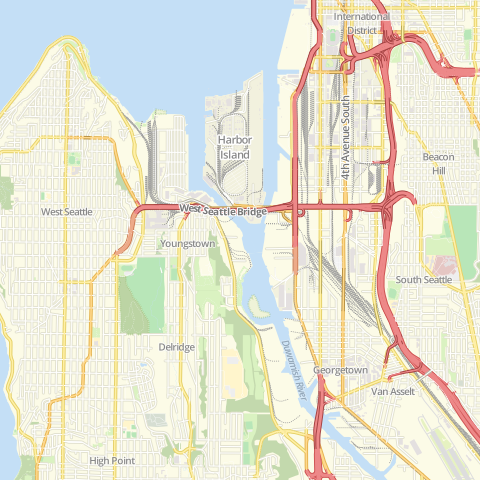 International
District
4th Avenue South
Harbor
Island
Beacon
Hill
West Seattle
West Seattle Bridge
Youngstown
South Seattle
Delridge
Duwamish River
Georgetown
Van Asselt
High Point